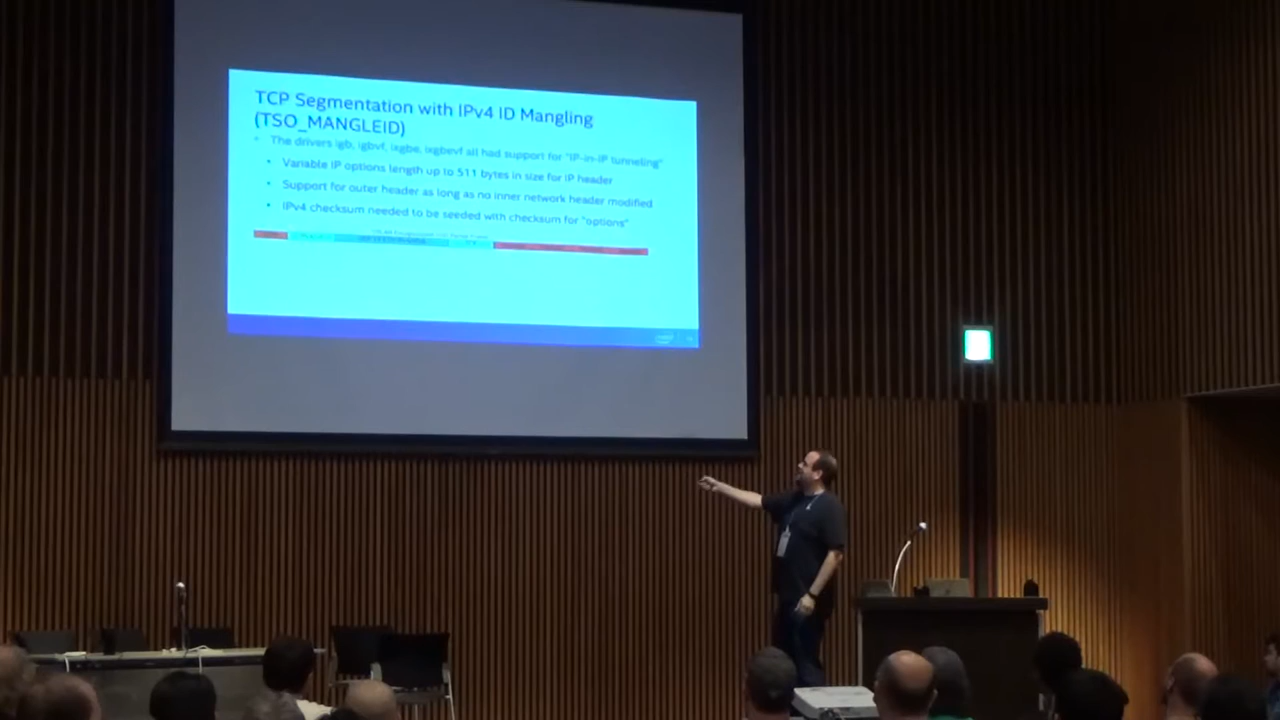 TCP Segmentation with IPv4 ID Mangling
(TSO_MANGLEID)
• The drivers igb, igbvf, ixgbe, ixgbevf all had support for "IP-in-IP tunneling"
• Variable IP options length up to 511 bytes in size for IP header
• Support for outer header as long as no inner network header modified
• IPv4 checksum needed to be seeded with checksum for "options"
intel